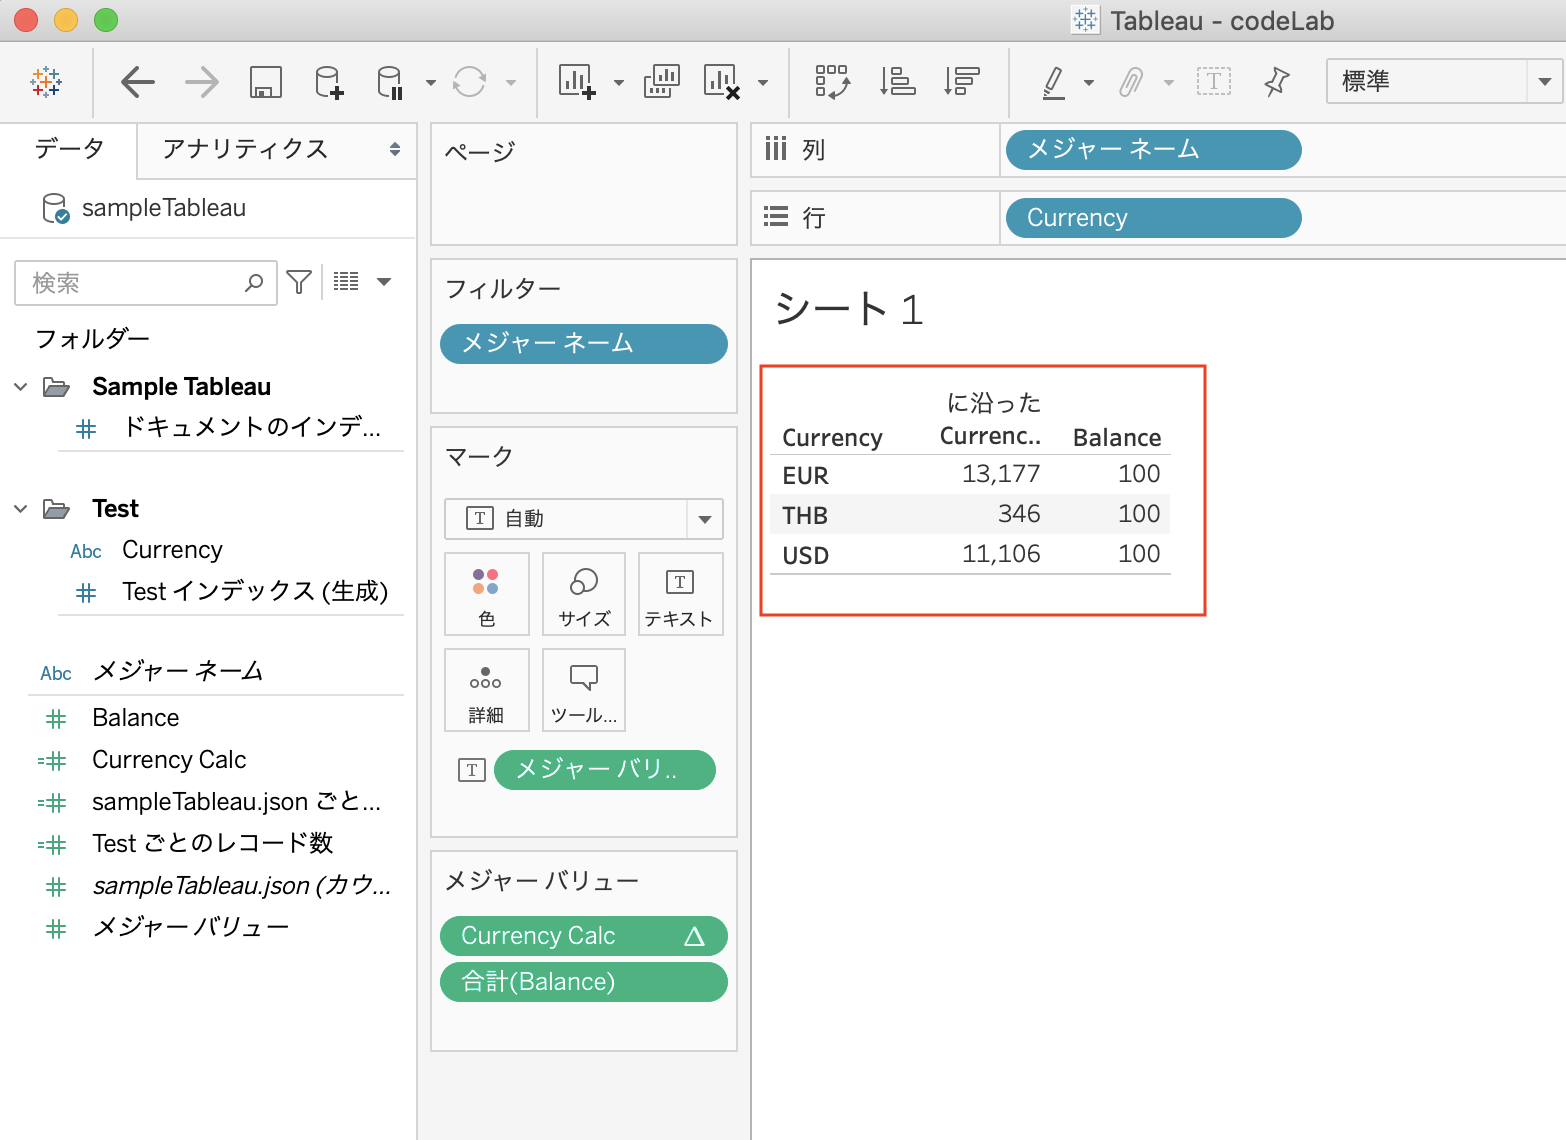 Tableau - codeLab
標準
データ
アナリティクス
sampleTableau
検索
フォルダー
Sample Tableau
ドキュメントのインデ...
Test
Abc Currency
Test インデックス (生成)
Abc メジャー ネーム
Balance
Currency Calc
sampleTableau.json ごと...
Test ごとのレコード数
sampleTableau.json (カウ...
メジャー バリュー
ページ
フィルター
メジャー ネーム
マーク
T 自動
色
サイズ
T
テキスト
詳細
ツール...
T メジャー バリ..
メジャー バリュー
Currency Calc
合計(Balance)
列
メジャー ネーム
行
Currency
シート 1
に沿った
Currency Currenc.. Balance
EUR 13,177 100
THB 346 100
USD 11,106 100